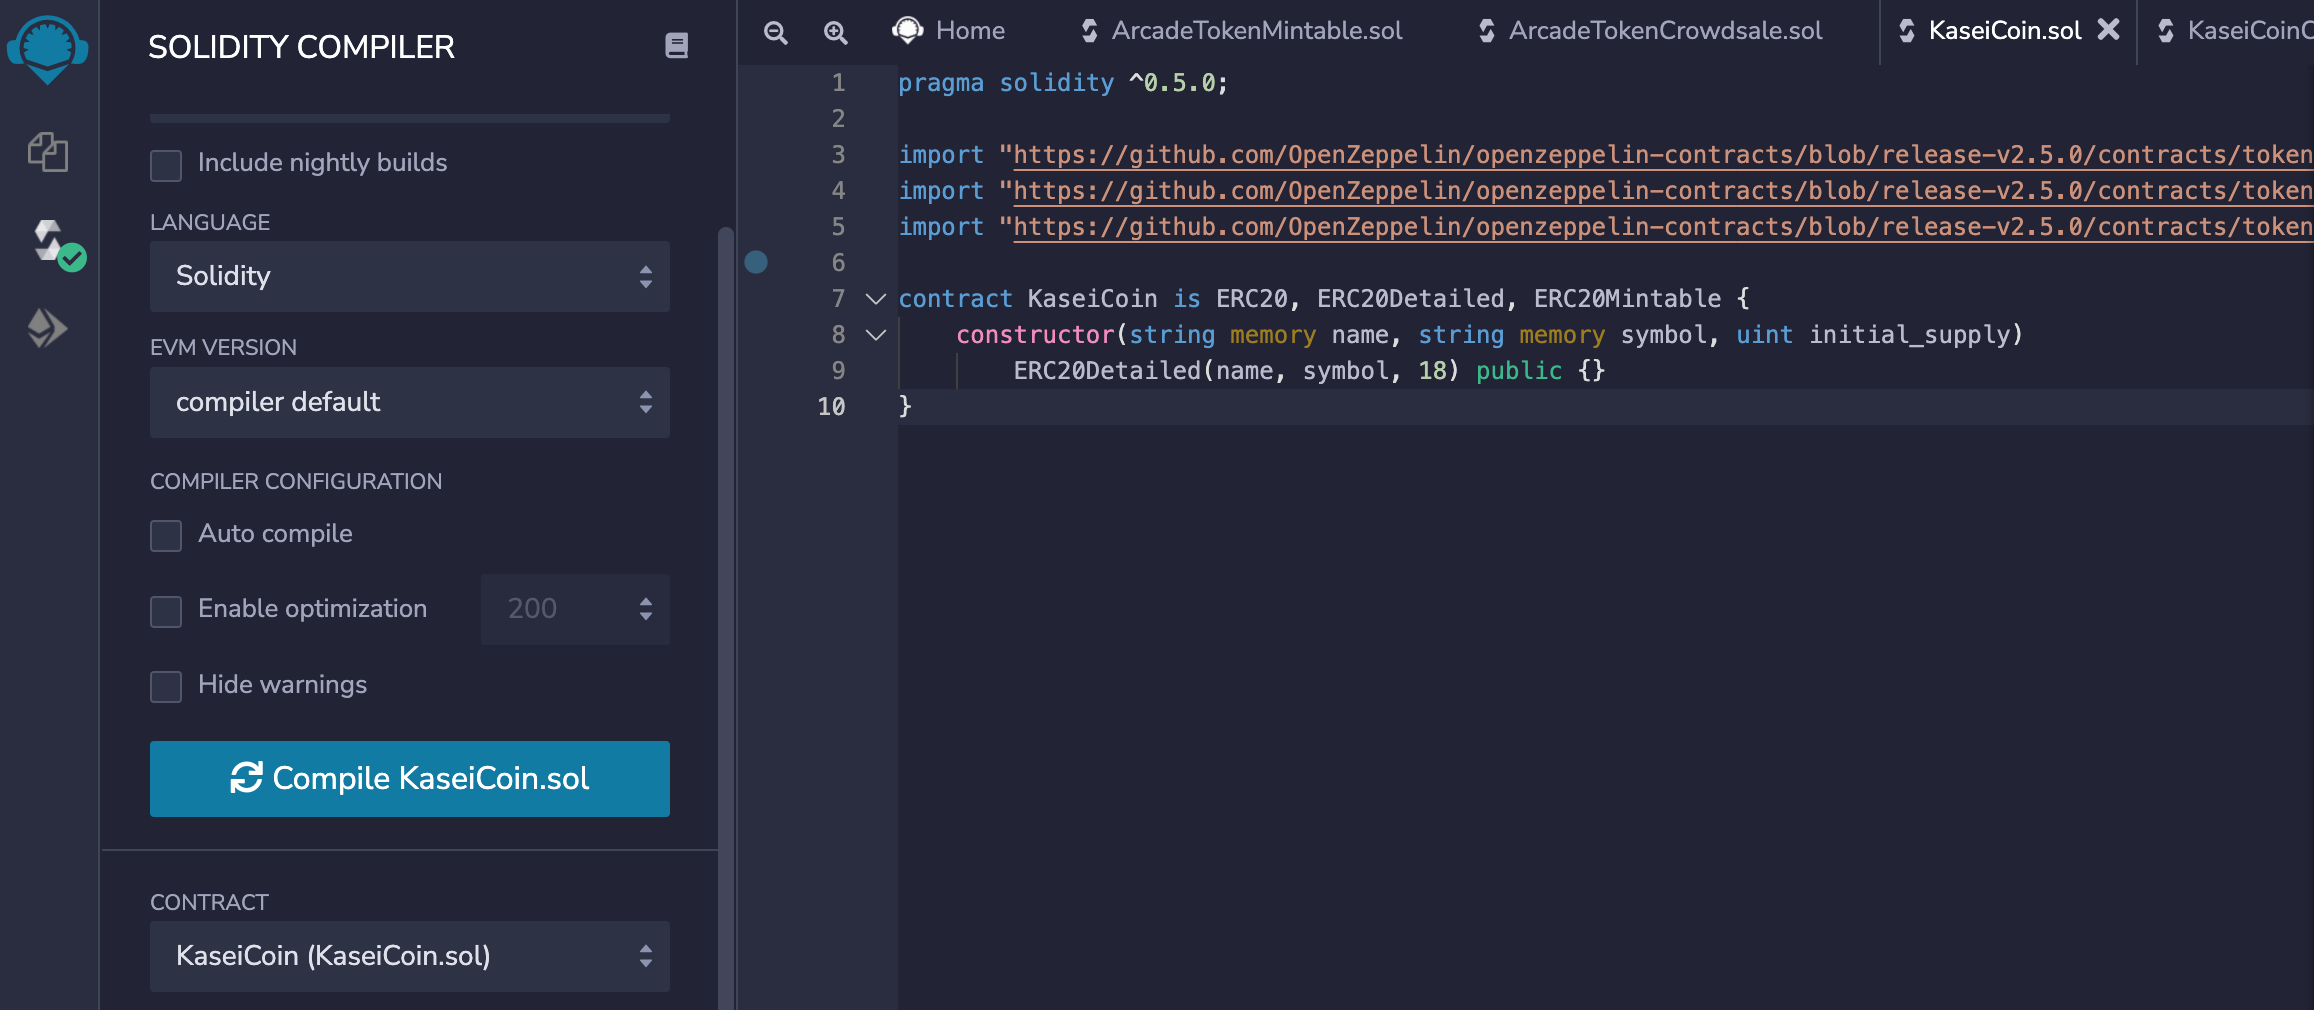 SOLIDITY COMPILER
Include nightly builds
LANGUAGE
Solidity
EVM VERSION
compiler default
COMPILER CONFIGURATION
Auto compile
Enable optimization 200
Hide warnings
Compile KaseiCoin.sol
CONTRACT
KaseiCoin (KaseiCoin.sol)
Home ArcadeTokenMintable.sol ArcadeTokenCrowdsale.sol KaseiCoin.sol KaseiCoinC
1 pragma solidity ^0.5.0;
2
3 import "https://github.com/OpenZeppelin/openzeppelin-contracts/blob/release-v2.5.0/contracts/token
4 import "https://github.com/OpenZeppelin/openzeppelin-contracts/blob/release-v2.5.0/contracts/token
5 import "https://github.com/OpenZeppelin/openzeppelin-contracts/blob/release-v2.5.0/contracts/token
6
7 contract KaseiCoin is ERC20, ERC20Detailed, ERC20Mintable {
8 constructor(string memory name, string memory symbol, uint initial_supply)
9 ERC20Detailed(name, symbol, 18) public {}
10 }